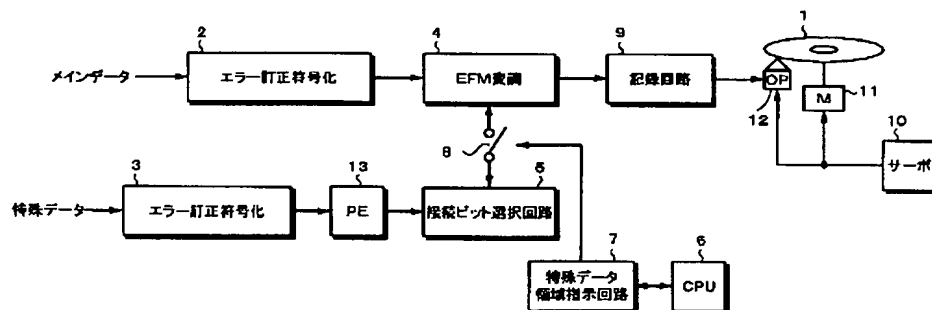 1
2
4
9
メインデータ
エラー訂正符号化
EFM変調
記録回路
OP
12
M
11
10
サーボ
8
3
13
5
特殊データ
エラー訂正符号化
PE
接続ビット選択回路
7
6
特殊データ
領域指示回路
CPU